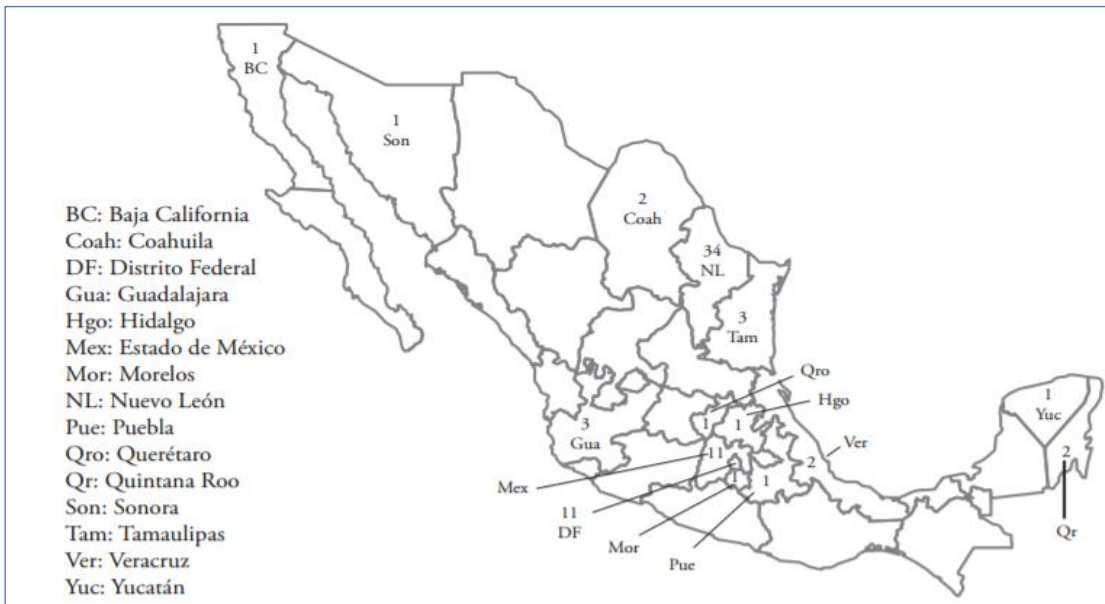 1
BC
1
Son
2
Coah
34
NL
3
Tam
BC: Baja California
Coah: Coahuila
DF: Distrito Federal
Gua: Guadalajara
Hgo: Hidalgo
Mex: Estado de México
Mor: Morelos
NL: Nuevo León
Pue: Puebla
Qro: Querétaro
Qr: Quintana Roo
Son: Sonora
Tam: Tamaulipas
Ver: Veracruz
Yuc: Yucatán
Qro
Hgo
1
1
3
Gua
11
Mex
11
DF
1
Mor
1
Pue
2
Ver
1
Yuc
2
Qr